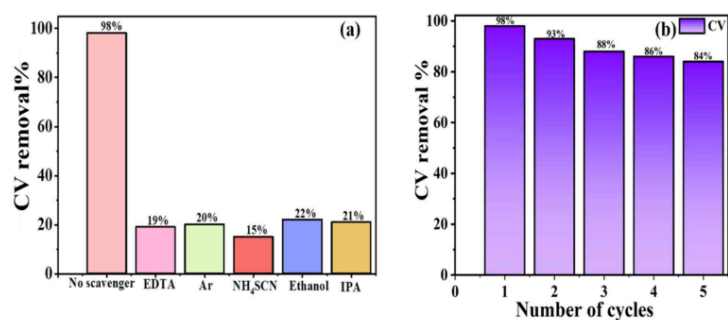 (a)
CV removal%
100
80
60
40
20
0
98%
19%
20%
15%
22%
21%
No scavenger EDTA Ar NH₄SCN Ethanol IPA
(b)
CV
CV removal %
100
80
60
40
20
0
98%
93%
88%
86%
84%
0 1 2 3 4 5
Number of cycles